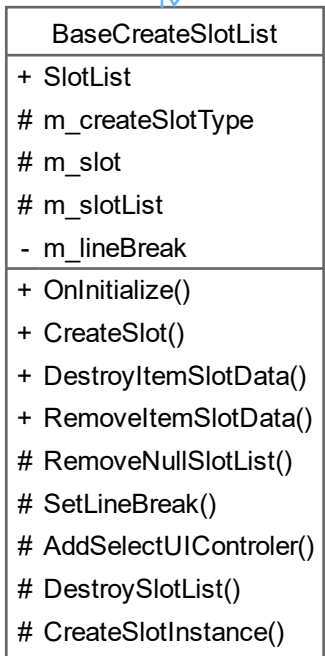 BaseCreateSlotList
+ SlotList
# m_createSlotType
# m_slot
# m_slotList
- m_lineBreak
+ OnInitialize()
+ CreateSlot()
+ DestroyItemSlotData()
+ RemoveItemSlotData()
# RemoveNullSlotList()
# SetLineBreak()
# AddSelectUIControler()
# DestroySlotList()
# CreateSlotInstance()